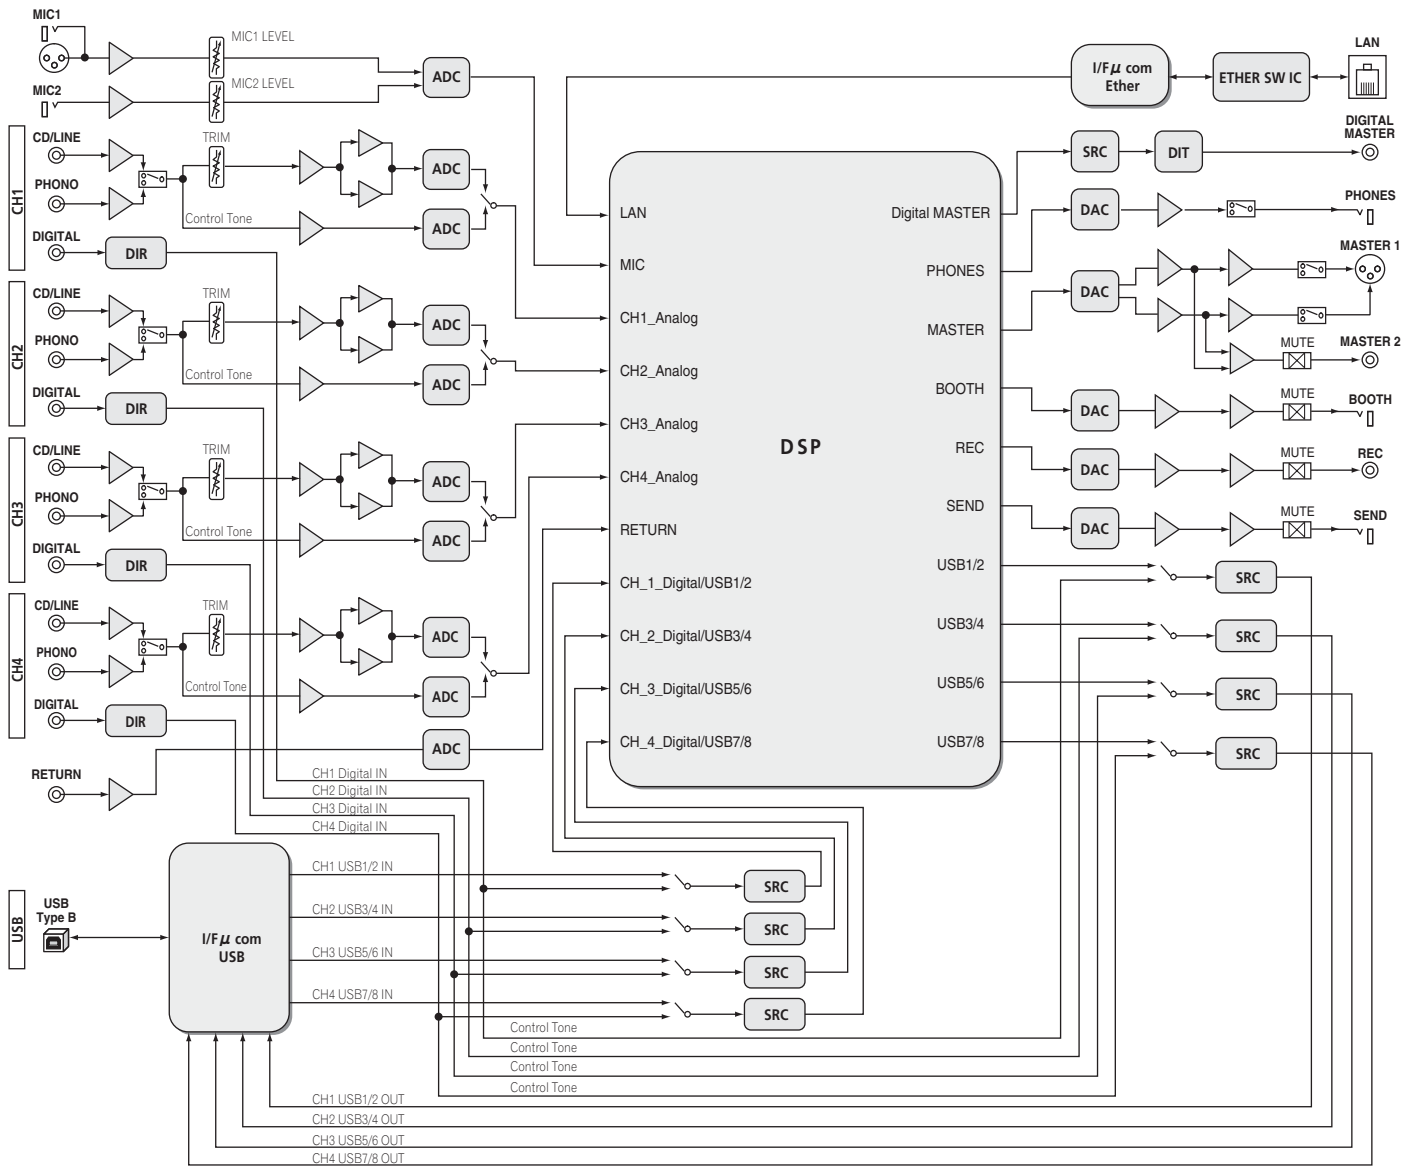 MIC1
MIC1 LEVEL
ADC
MIC2 LEVEL
MIC2
I/F μ com
Ether
ETHER SW IC
LAN
CH1
CD/LINE
TRIM
ADC
PHONO
Control Tone
ADC
DIGITAL
DIR
CH2
CD/LINE
TRIM
ADC
PHONO
Control Tone
ADC
DIGITAL
DIR
CH3
CD/LINE
TRIM
ADC
PHONO
Control Tone
ADC
DIGITAL
DIR
CH4
CD/LINE
TRIM
ADC
PHONO
Control Tone
ADC
DIGITAL
DIR
ADC
RETURN
DSP
LAN
MIC
CH1_Analog
CH2_Analog
CH3_Analog
CH4_Analog
RETURN
CH_1_Digital/USB1/2
CH_2_Digital/USB3/4
CH_3_Digital/USB5/6
CH_4_Digital/USB7/8
Digital MASTER
PHONES
MASTER
BOOTH
REC
SEND
USB1/2
USB3/4
USB5/6
USB7/8
SRC
DIT
DIGITAL
MASTER
DAC
PHONES
DAC
MASTER 1
MUTE
MASTER 2
DAC
MUTE
BOOTH
DAC
MUTE
REC
DAC
MUTE
SEND
SRC
SRC
SRC
SRC
CH1 Digital IN
CH2 Digital IN
CH3 Digital IN
CH4 Digital IN
USB
USB
Type B
I/F μ com
USB
CH1 USB1/2 IN
SRC
CH2 USB3/4 IN
SRC
CH3 USB5/6 IN
SRC
CH4 USB7/8 IN
SRC
Control Tone
Control Tone
Control Tone
Control Tone
CH1 USB1/2 OUT
CH2 USB3/4 OUT
CH3 USB5/6 OUT
CH4 USB7/8 OUT